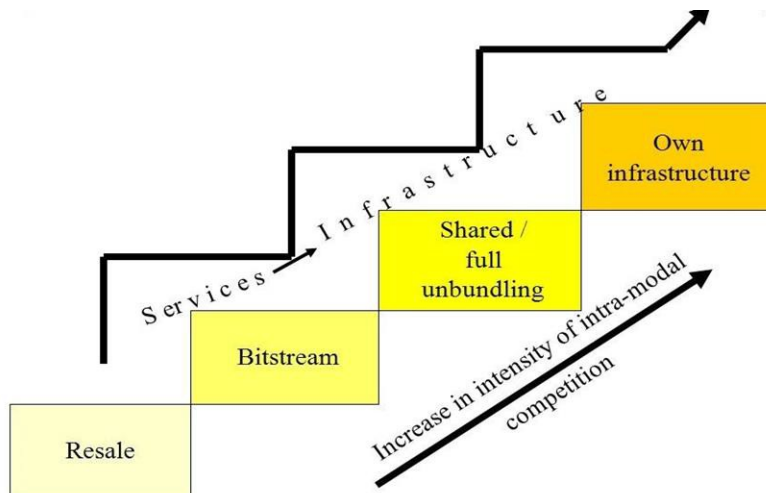 Services
Infrastructure
Own
infrastructure
Shared /
full
unbundling
Bitstream
Resale
Increase in intensity of intra-modal
competition